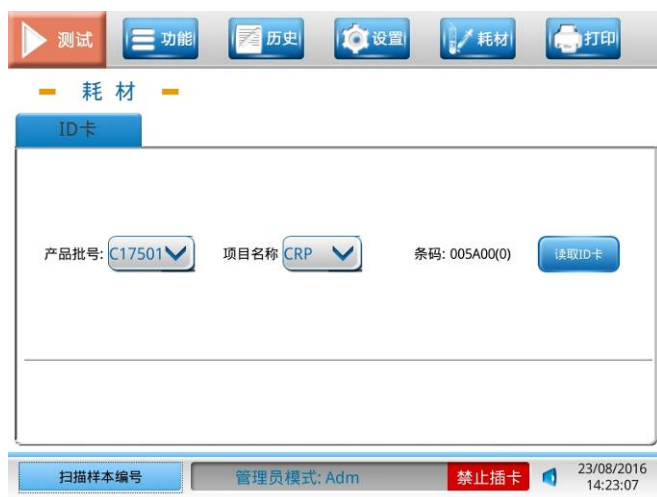 测试 功能 历史 设置 耗材 打印
耗 材
ID卡
产品批号: C17501 项目名称 CRP 条码: 005A00(0) 读取ID卡
扫描样本编号 管理员模式: Adm 禁止插卡 23/08/2016
14:23:07